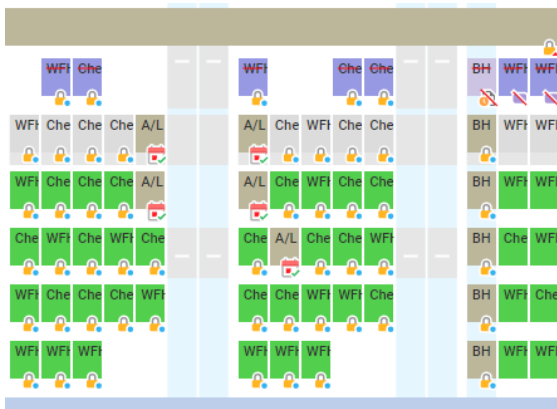 WFH Che WFH Che Che BH WFH WFH
WFH Che Che Che A/L A/L Che WFH Che Che BH WFH WFH
WFH Che Che Che A/L A/L Che WFH Che Che BH WFH WFH
Che WFH Che WFH Che Che A/L Che Che WFH BH Che WFH
WFH Che Che Che WFH Che Che WFH WFH Che BH WFH Che
WFH WFH WFH WFH WFH WFH BH WFH WFH